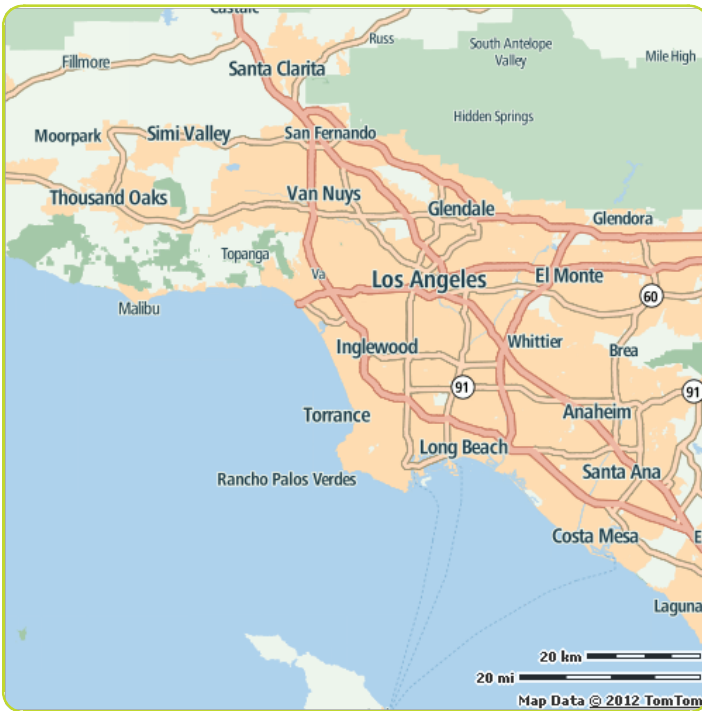 Castaic
Russ
South Antelope
Valley
Mile High
Fillmore
Santa Clarita
Hidden Springs
Moorpark
Simi Valley
San Fernando
Thousand Oaks
Van Nuys
Glendale
Glendora
Topanga
Va
Los Angeles
El Monte
Malibu
60
Inglewood
Whittier
Brea
91
91
Torrance
Anaheim
Long Beach
Rancho Palos Verdes
Santa Ana
Costa Mesa
E
Laguna
20 km
20 mi
Map Data © 2012 TomTom